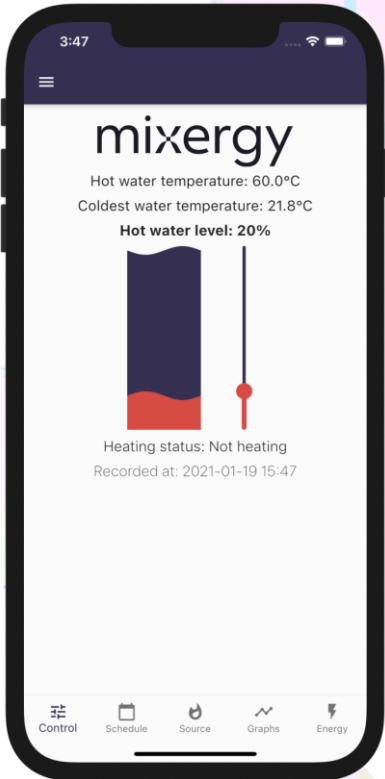 3:47
mixergy
Hot water temperature: 60.0°C
Coldest water temperature: 21.8°C
Hot water level: 20%
Heating status: Not heating
Recorded at: 2021-01-19 15:47
Control Schedule Source Graphs Energy